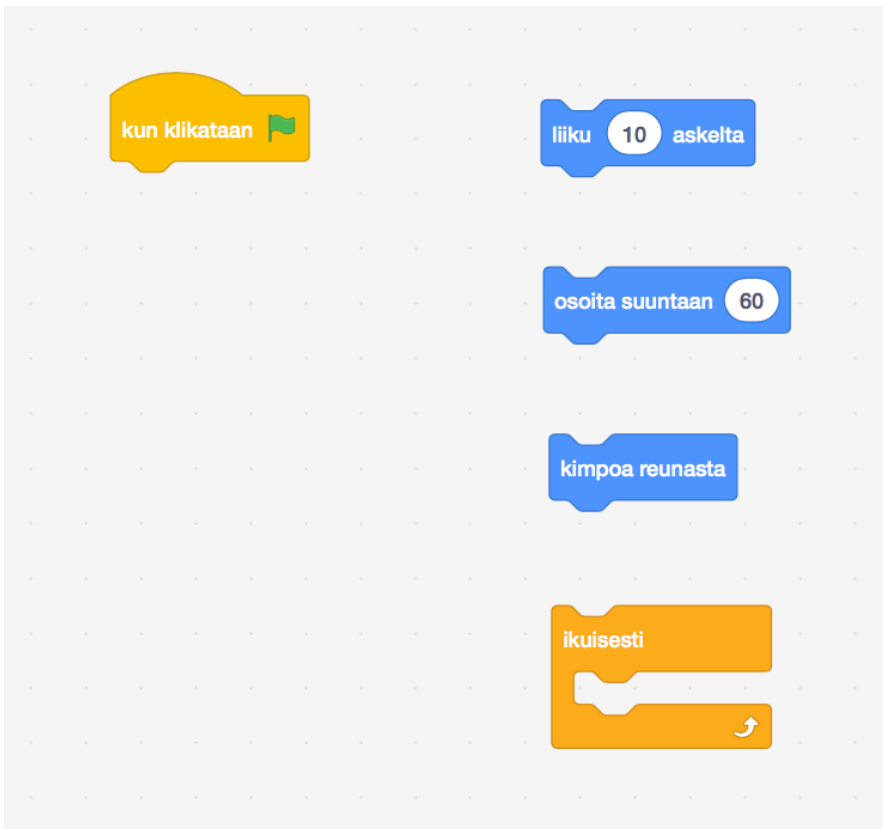 kun klikataan
liiku 10 askelta
osoita suuntaan 60
kimpoa reunasta
ikuisesti